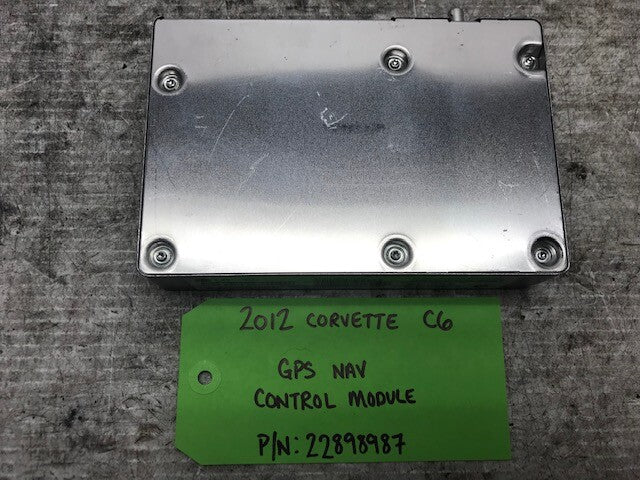 2012 CORVETTE C6
GPS NAV
CONTROL MODULE
P/N: 22898987